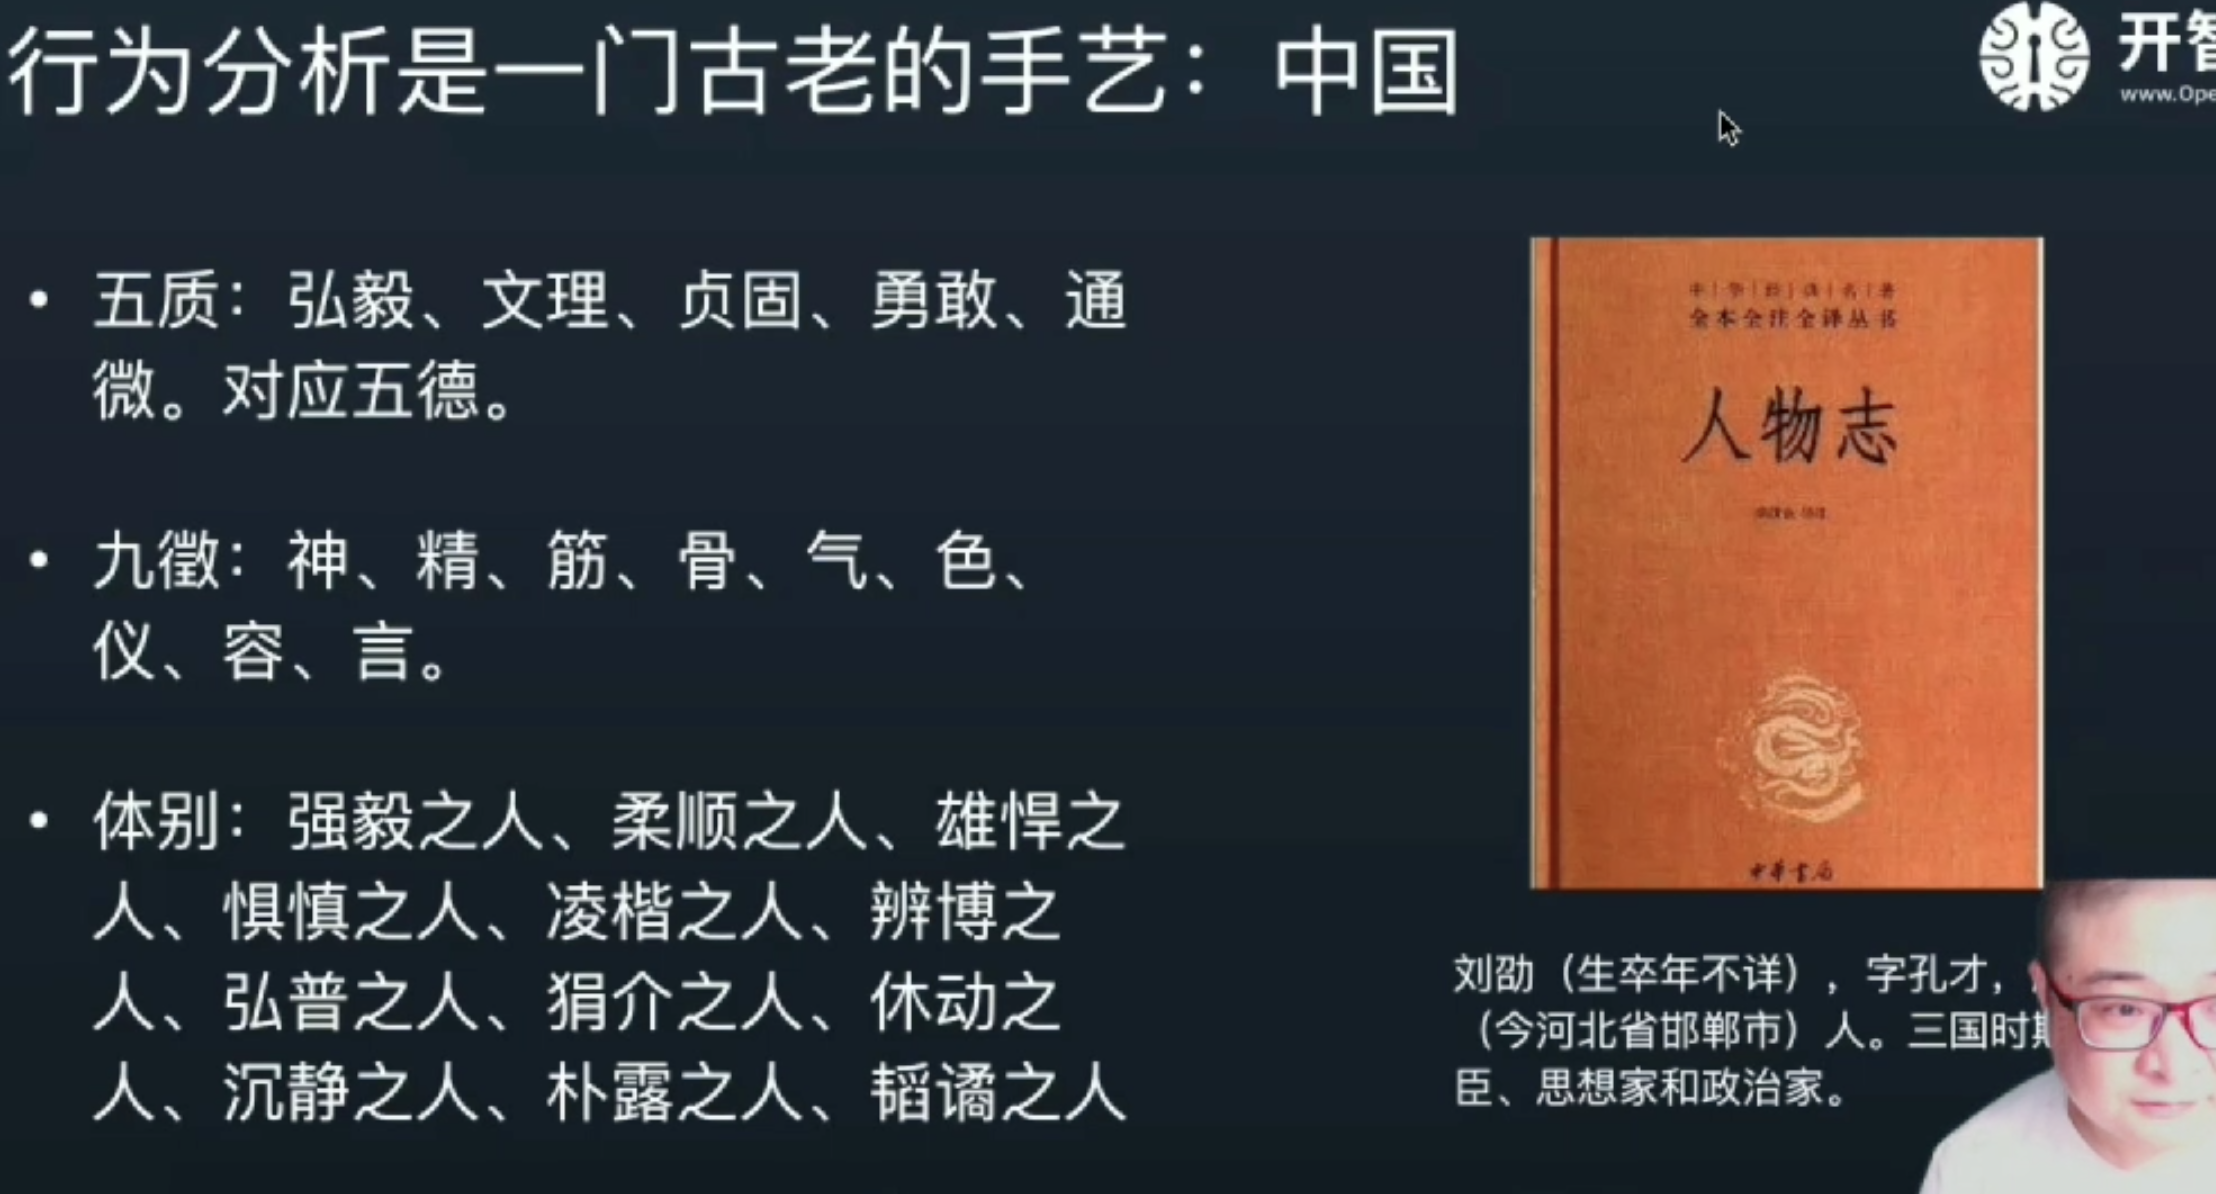 行为分析是一门古老的手艺：中国
开智
www.Ope
• 五质：弘毅、文理、贞固、勇敢、通
微。对应五德。
• 九徵：神、精、筋、骨、气、色、
仪、容、言。
• 体别：强毅之人、柔顺之人、雄悍之
人、惧慎之人、凌楷之人、辨博之
人、弘普之人、狷介之人、休动之
人、沉静之人、朴露之人、韬谲之人
中华经典名著
全本全注全译丛书
人物志
中華書局
刘劭（生卒年不详），字孔才，
（今河北省邯郸市）人。三国时期
臣、思想家和政治家。